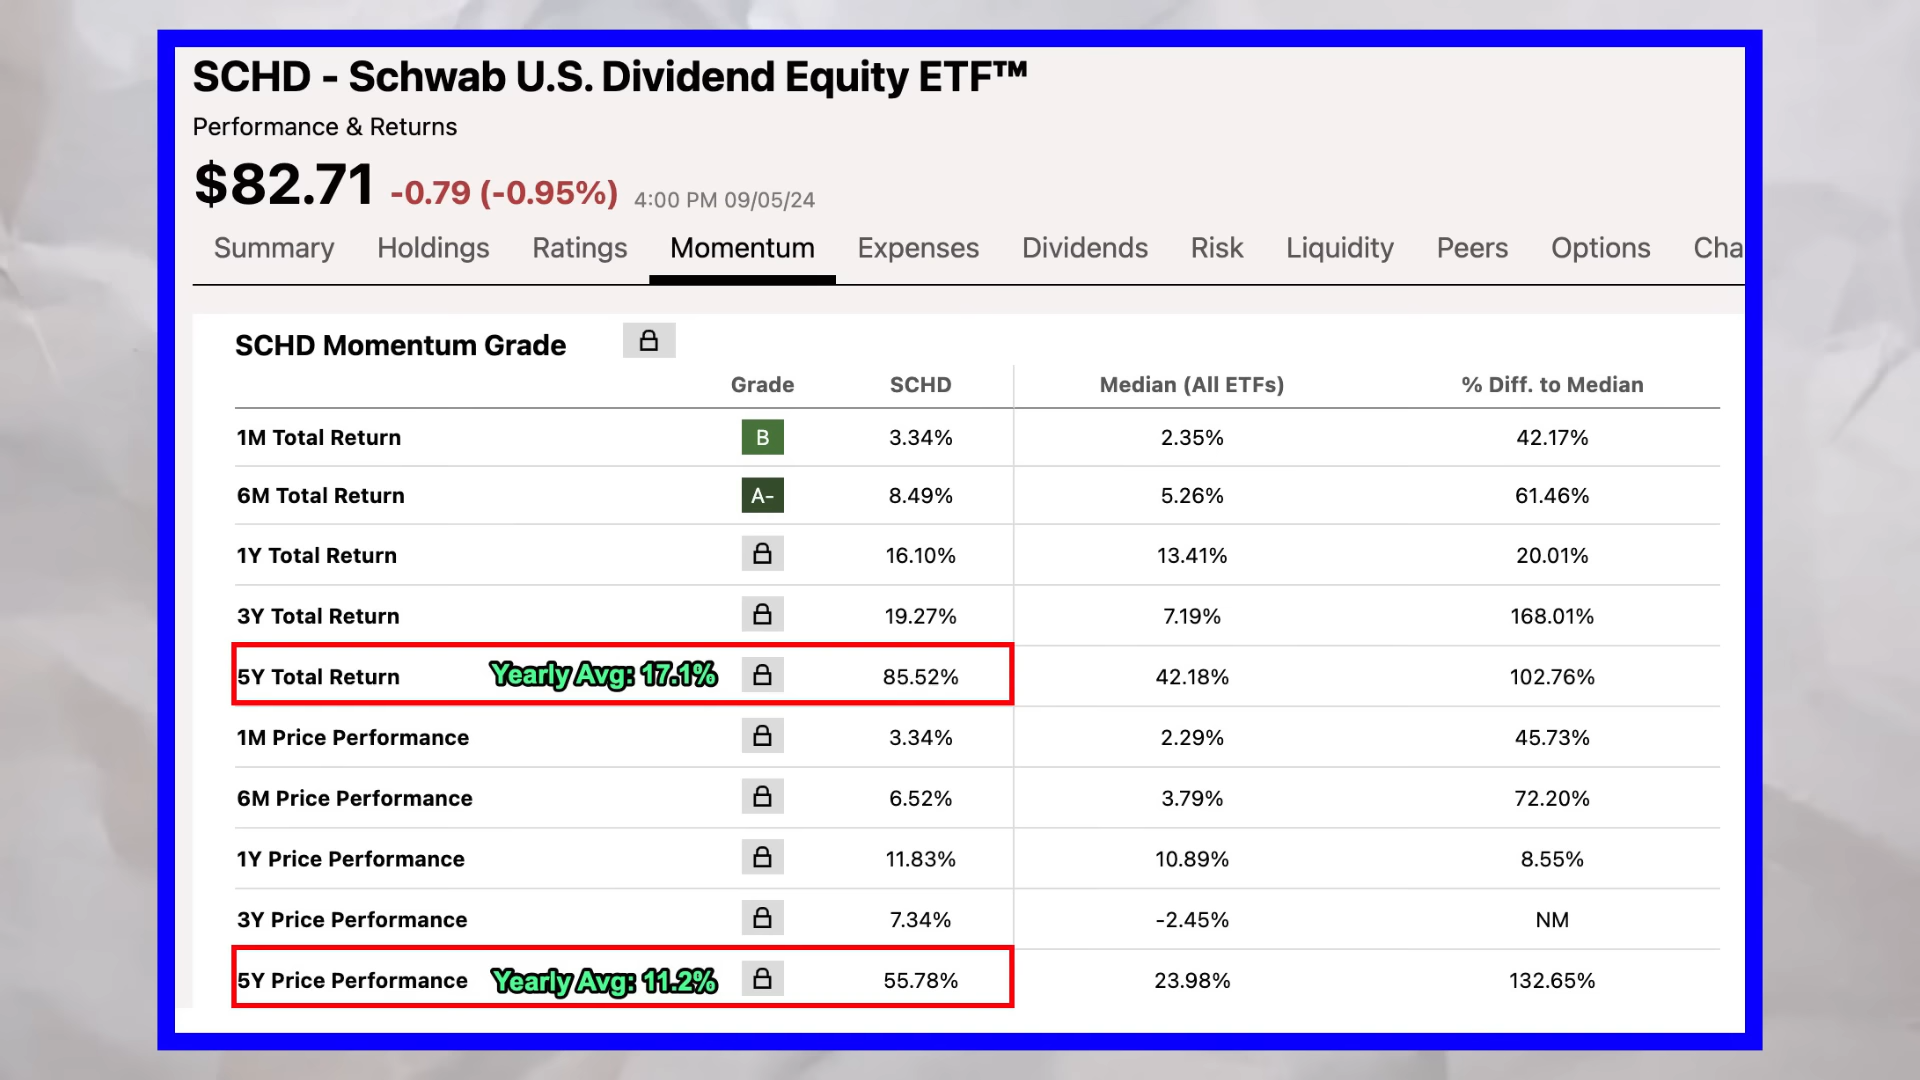 SCHD - Schwab U.S. Dividend Equity ETF™
Performance & Returns
$82.71 -0.79 (-0.95%) 4:00 PM 09/05/24
Summary Holdings Ratings Momentum Expenses Dividends Risk Liquidity Peers Options Cha
SCHD Momentum Grade
Grade SCHD Median (All ETFs) % Diff. to Median
1M Total Return B 3.34% 2.35% 42.17%
6M Total Return A- 8.49% 5.26% 61.46%
1Y Total Return 16.10% 13.41% 20.01%
3Y Total Return 19.27% 7.19% 168.01%
5Y Total Return Yearly Avg: 17.1% 85.52% 42.18% 102.76%
1M Price Performance 3.34% 2.29% 45.73%
6M Price Performance 6.52% 3.79% 72.20%
1Y Price Performance 11.83% 10.89% 8.55%
3Y Price Performance 7.34% -2.45% NM
5Y Price Performance Yearly Avg: 11.2% 55.78% 23.98% 132.65%